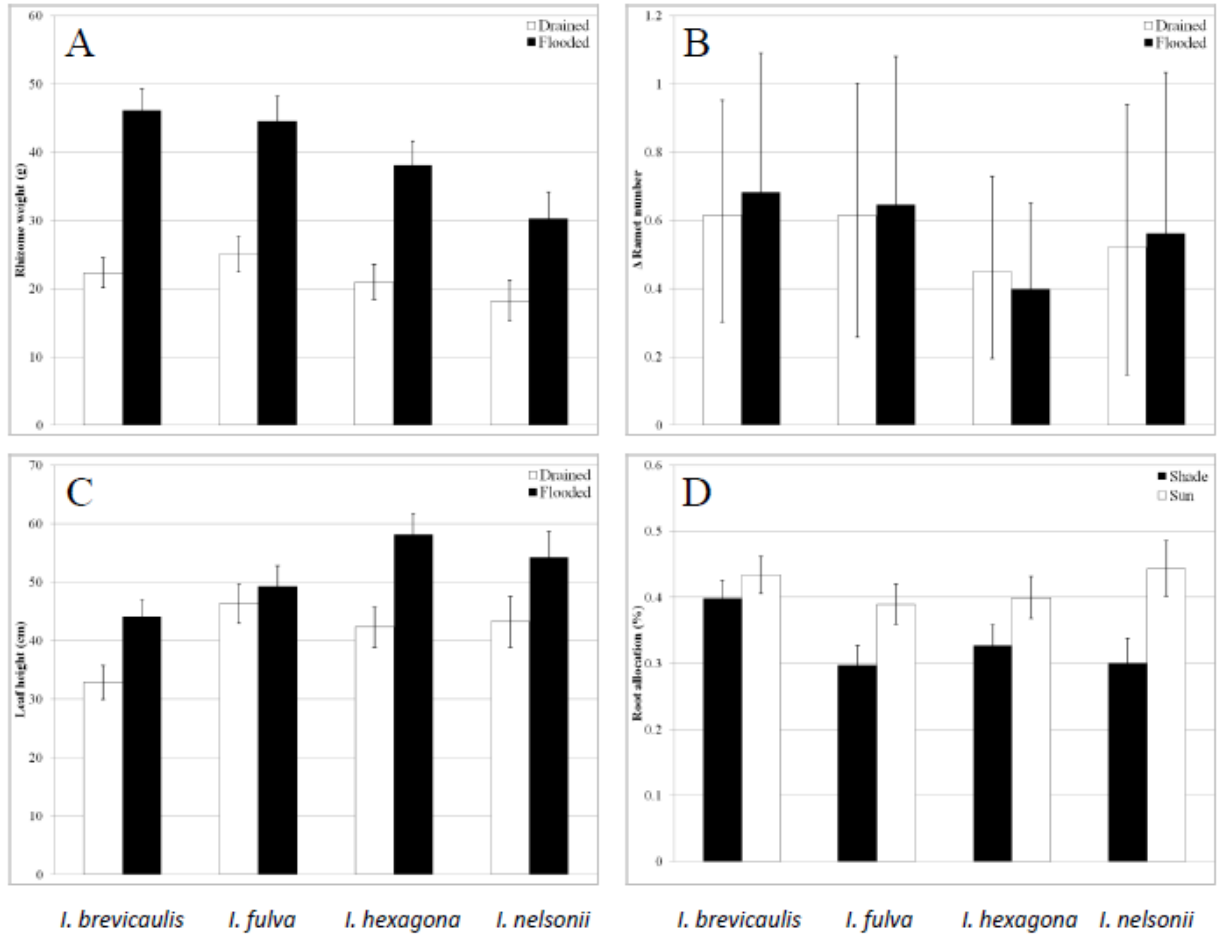 A
Drained
Flooded
Rhizome weight (g)
60
50
40
30
20
10
0
B
Drained
Flooded
Δ Ramet number
1.2
1
0.8
0.6
0.4
0.2
0
C
Drained
Flooded
Leaf height (cm)
70
60
50
40
30
20
10
0
D
Shade
Sun
Root allocation (%)
0.6
0.5
0.4
0.3
0.2
0.1
0
I. brevicaulis I. fulva I. hexagona I. nelsonii
I. brevicaulis I. fulva I. hexagona I. nelsonii